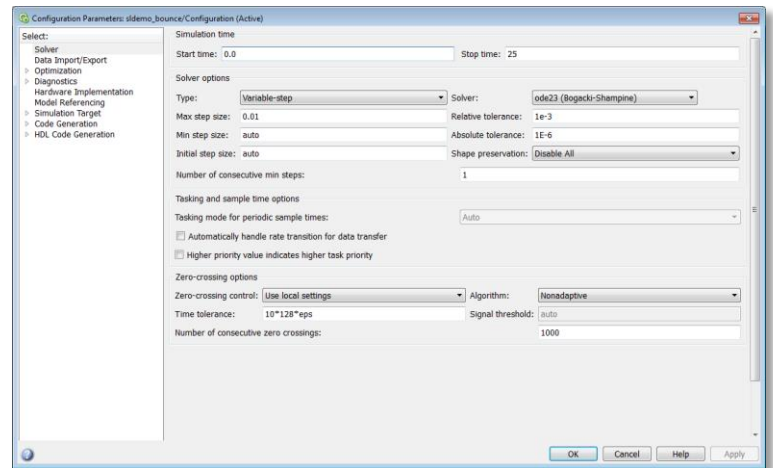 Configuration Parameters: sldemo_bounce/Configuration (Active)
Select:
Solver
Data Import/Export
Optimization
Diagnostics
Hardware Implementation
Model Referencing
Simulation Target
Code Generation
HDL Code Generation
Simulation time
Start time: 0.0 Stop time: 25
Solver options
Type: Variable-step Solver: ode23 (Bogacki-Shampine)
Max step size: 0.01 Relative tolerance: 1e-3
Min step size: auto Absolute tolerance: 1E-6
Initial step size: auto Shape preservation: Disable All
Number of consecutive min steps: 1
Tasking and sample time options
Tasking mode for periodic sample times: Auto
Automatically handle rate transition for data transfer
Higher priority value indicates higher task priority
Zero-crossing options
Zero-crossing control: Use local settings Algorithm: Nonadaptive
Time tolerance: 10*128*eps Signal threshold: auto
Number of consecutive zero crossings: 1000
OK Cancel Help Apply